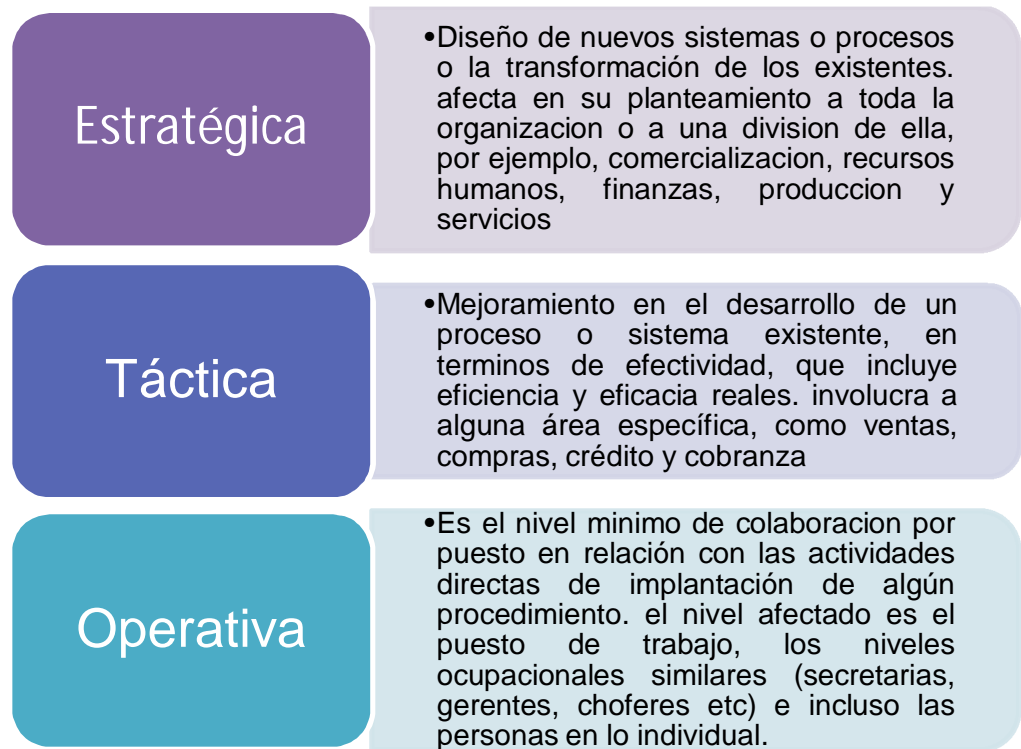 Estratégica
•Diseño de nuevos sistemas o procesos
o la transformación de los existentes.
afecta en su planteamiento a toda la
organizacion o a una division de ella,
por ejemplo, comercializacion, recursos
humanos, finanzas, produccion y
servicios
Táctica
•Mejoramiento en el desarrollo de un
proceso o sistema existente, en
terminos de efectividad, que incluye
eficiencia y eficacia reales. involucra a
alguna área específica, como ventas,
compras, crédito y cobranza
Operativa
•Es el nivel minimo de colaboracion por
puesto en relación con las actividades
directas de implantación de algún
procedimiento. el nivel afectado es el
puesto de trabajo, los niveles
ocupacionales similares (secretarias,
gerentes, choferes etc) e incluso las
personas en lo individual.